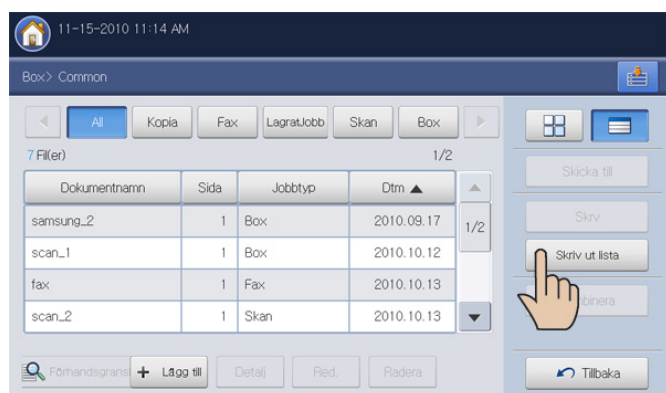 11-15-2010 11:14 AM
Box> Common
All Kopia Fax LagratJobb Skan Box
7 Fil(er) 1/2
Skicka till
Dokumentnamn Sida Jobbtyp Dtm ▲
samsung_2 1 Box 2010.09.17
1/2
Skriv
scan_1 1 Box 2010.10.12
Skriv ut lista
fax 1 Fax 2010.10.13
scan_2 1 Skan 2010.10.13
Förhandsgrans + Lägg till Detalj Red. Radera
Tillbaka